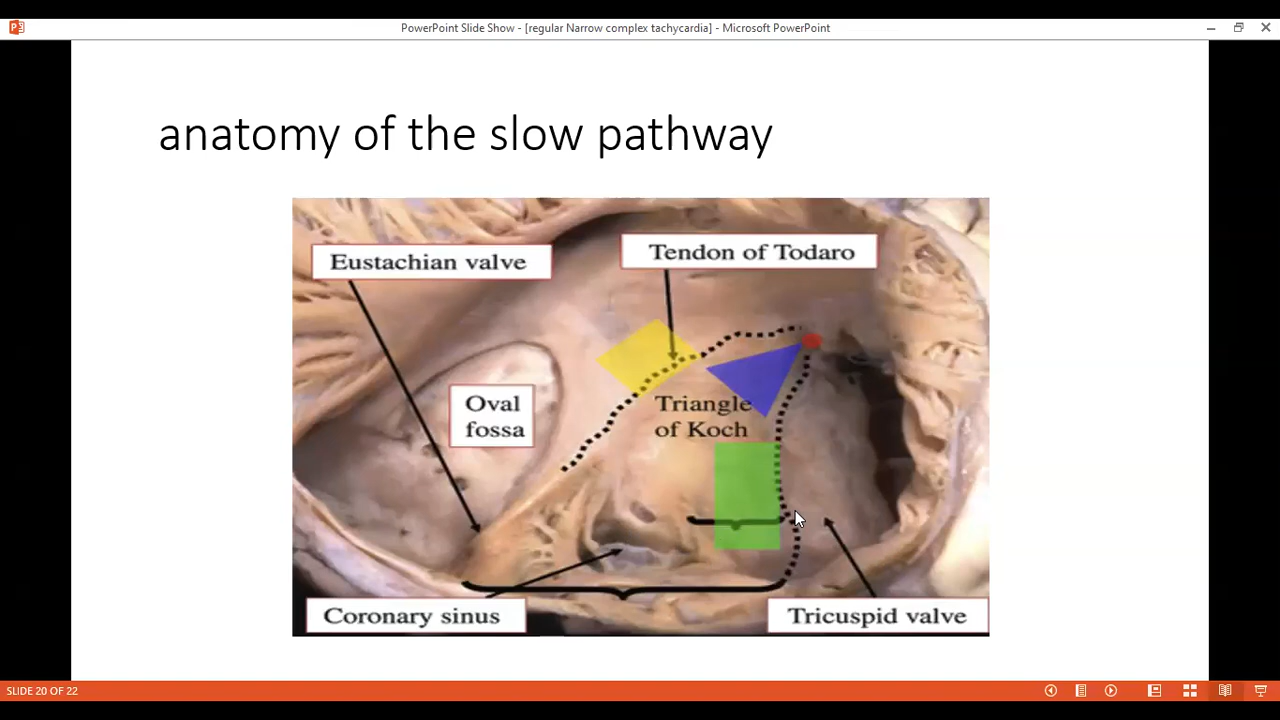 PowerPoint Slide Show - [regular Narrow complex tachycardia] - Microsoft PowerPoint
anatomy of the slow pathway
Eustachian valve
Tendon of Todaro
Oval
fossa
Triangle
of Koch
Coronary sinus
Tricuspid valve
SLIDE 20 OF 22